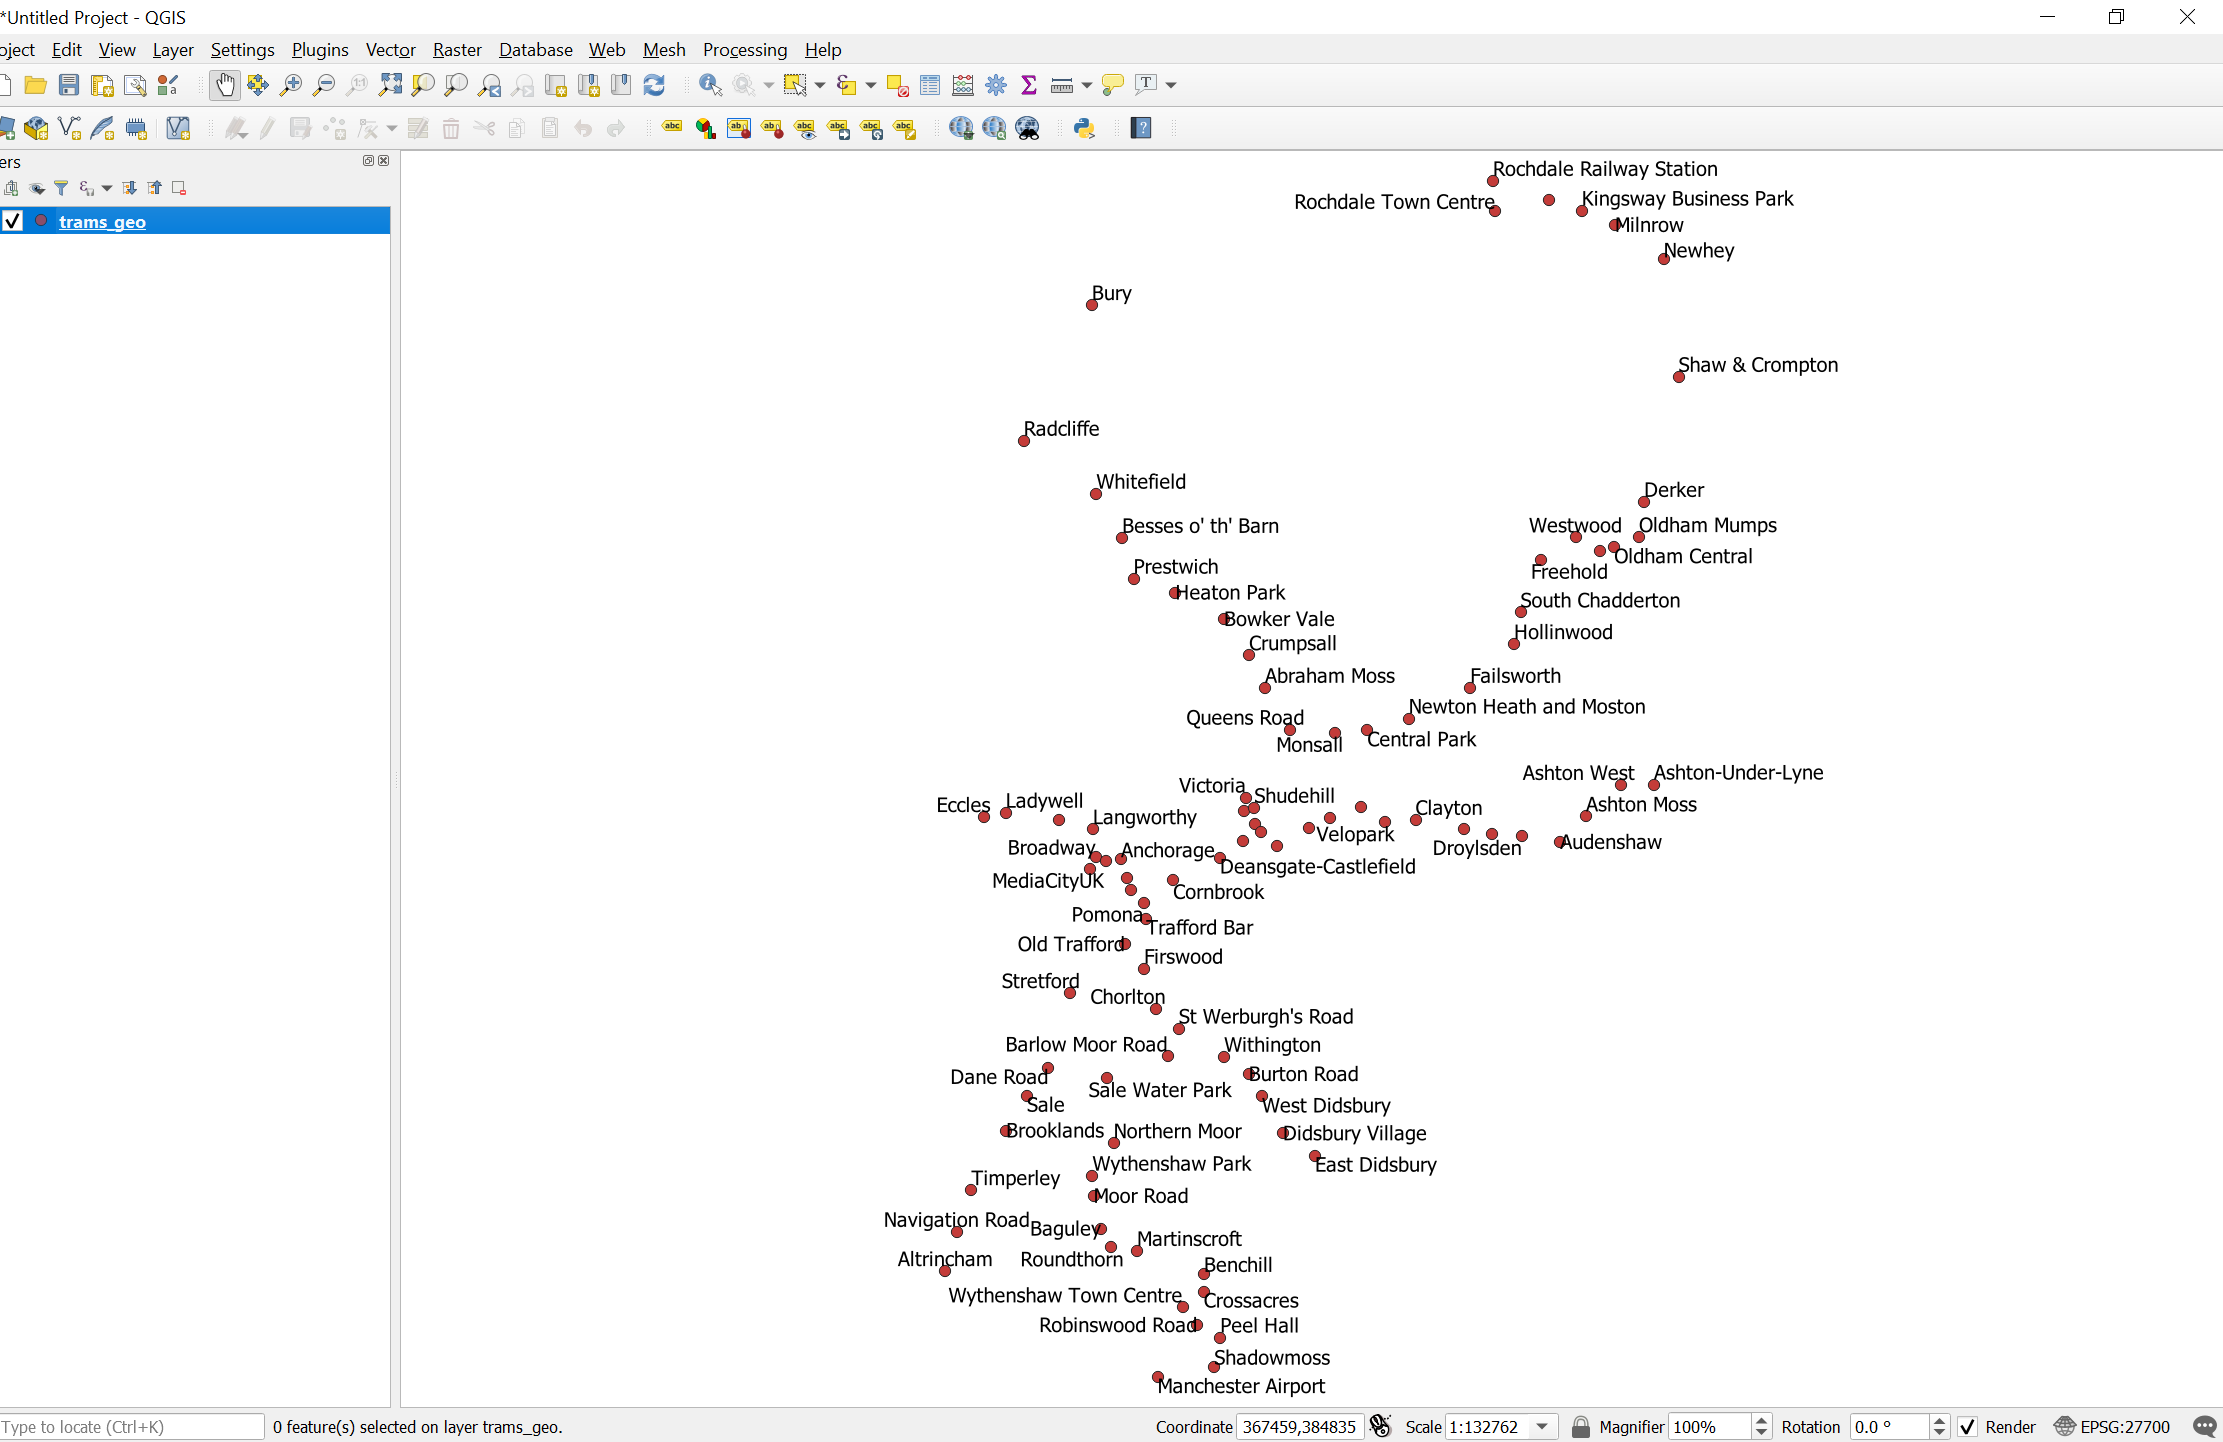 *Untitled Project - QGIS
oject Edit View Layer Settings Plugins Vector Raster Database Web Mesh Processing Help
ers
trams_geo
Rochdale Railway Station
Rochdale Town Centre
Kingsway Business Park
Milnrow
Newhey
Bury
Shaw & Crompton
Radcliffe
Whitefield
Derker
Besses o' th' Barn
Westwood
Oldham Mumps
Oldham Central
Prestwich
Freehold
Heaton Park
South Chadderton
Bowker Vale
Hollinwood
Crumpsall
Abraham Moss
Failsworth
Newton Heath and Moston
Queens Road
Monsall
Central Park
Ashton West
Ashton-Under-Lyne
Victoria
Shudehill
Eccles
Ladywell
Clayton
Ashton Moss
Langworthy
Velopark
Broadway
Anchorage
Droylsden
Audenshaw
Deansgate-Castlefield
MediaCityUK
Cornbrook
Pomona
Trafford Bar
Old Trafford
Firswood
Stretford
Chorlton
St Werburgh's Road
Barlow Moor Road
Withington
Dane Road
Burton Road
Sale Water Park
Sale
West Didsbury
Brooklands
Northern Moor
Didsbury Village
Wythenshaw Park
East Didsbury
Timperley
Moor Road
Navigation Road
Baguley
Martinscroft
Altrincham
Roundthorn
Benchill
Wythenshaw Town Centre
Crossacres
Robinswood Road
Peel Hall
Shadowmoss
Manchester Airport
Type to locate (Ctrl+K) 0 feature(s) selected on layer trams_geo. Coordinate 367459,384835 Scale 1:132762 Magnifier 100% Rotation 0.0 ° Render EPSG:27700